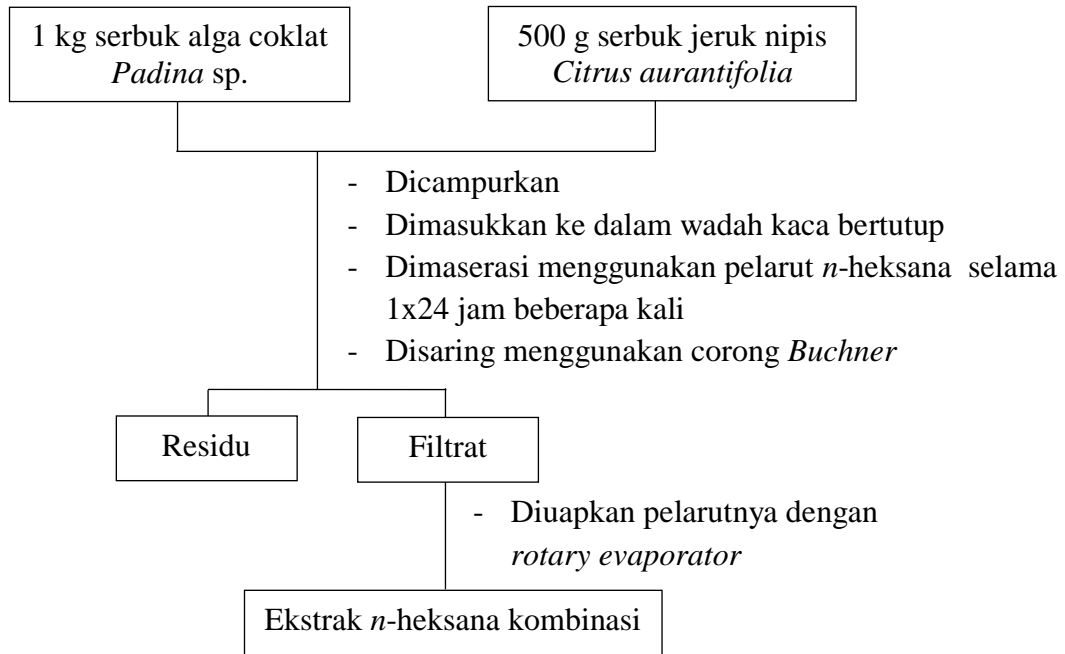 1 kg serbuk alga coklat
Padina sp.
500 g serbuk jeruk nipis
Citrus aurantifolia
- Dicampurkan
- Dimasukkan ke dalam wadah kaca bertutup
- Dimaserasi menggunakan pelarut n-heksana selama
1x24 jam beberapa kali
- Disaring menggunakan corong Buchner
Residu
Filtrat
- Diuapkan pelarutnya dengan
rotary evaporator
Ekstrak n-heksana kombinasi